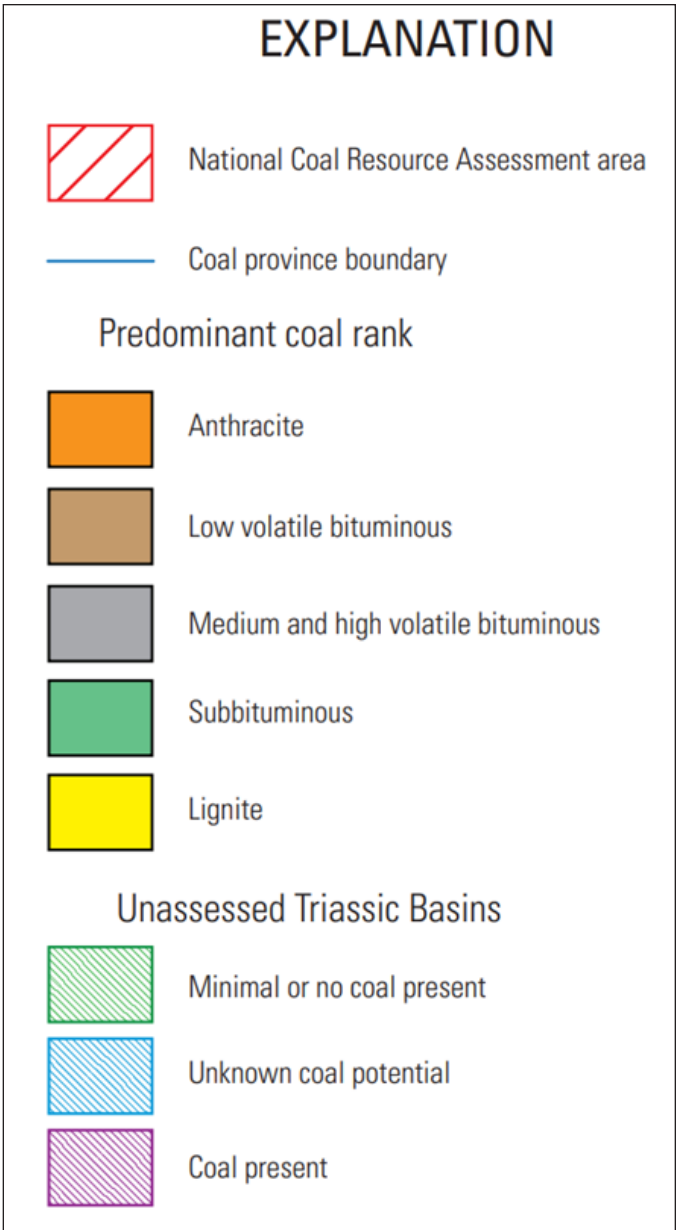 EXPLANATION
National Coal Resource Assessment area
Coal province boundary
Predominant coal rank
Anthracite
Low volatile bituminous
Medium and high volatile bituminous
Subbituminous
Lignite
Unassessed Triassic Basins
Minimal or no coal present
Unknown coal potential
Coal present